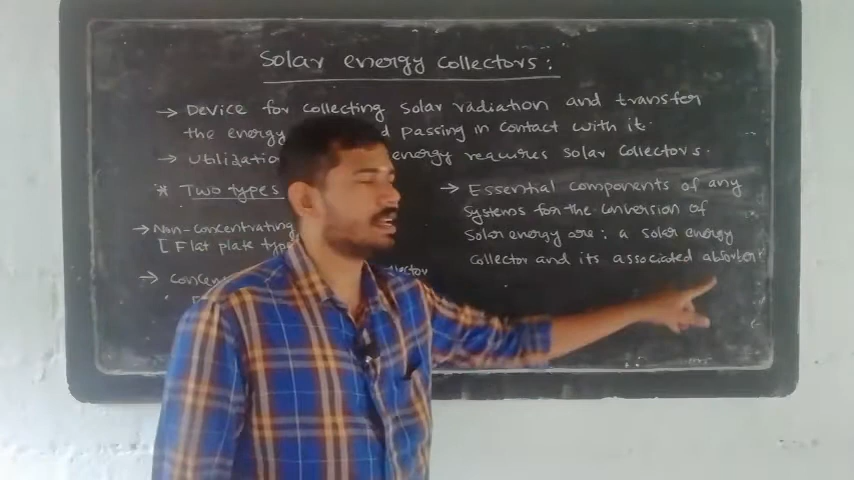 Solar energy collectors:
→ Device for collecting solar radiation and transfer
the energy passing in contact with it.
→ Utilizatio energy requires solar collectors.
* Two types
→ Non-concentrating
[Flat plate type
→ concen
→ Essential components of any
systems for the conversion of
Solar energy are: a solar energy
collector and its associated absorber.